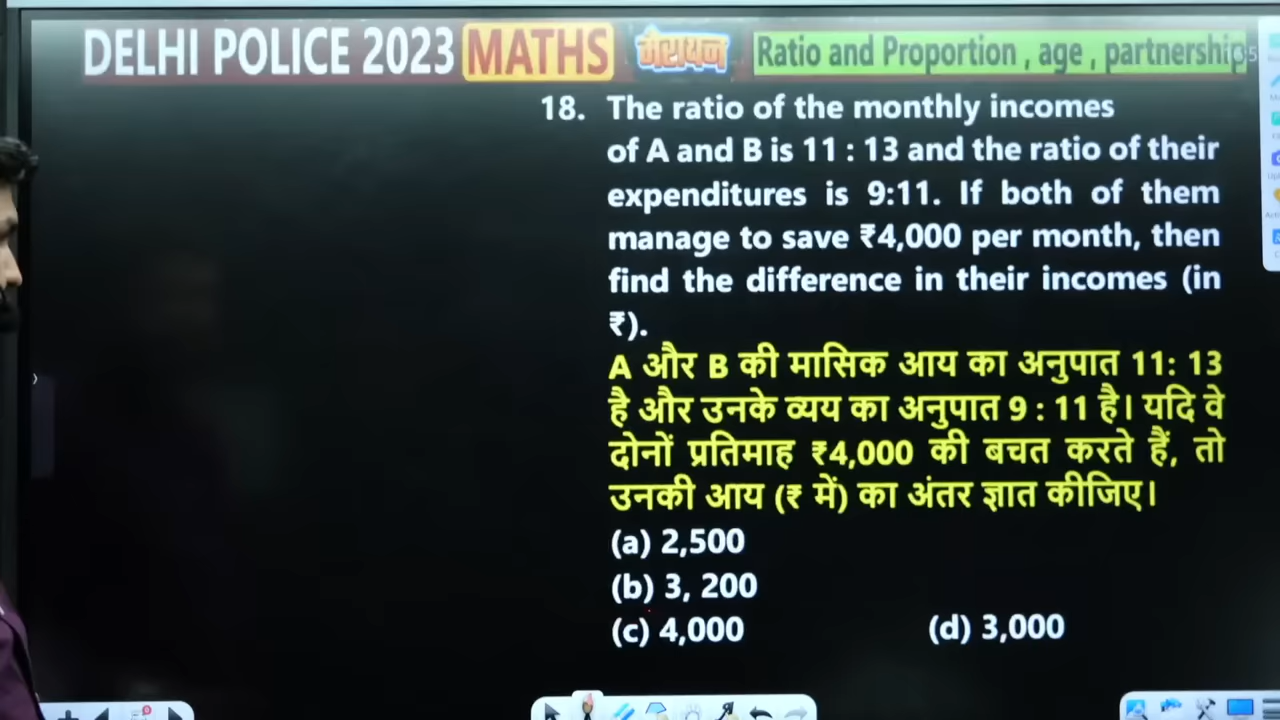 DELHI POLICE 2023 MATHS मैराथन Ratio and Proportion , age , partnership
18. The ratio of the monthly incomes
of A and B is 11 : 13 and the ratio of their
expenditures is 9:11. If both of them
manage to save ₹4,000 per month, then
find the difference in their incomes (in
₹).
A और B की मासिक आय का अनुपात 11: 13
है और उनके व्यय का अनुपात 9 : 11 है। यदि वे
दोनों प्रतिमाह ₹4,000 की बचत करते हैं, तो
उनकी आय (₹ में) का अंतर ज्ञात कीजिए।
(a) 2,500
(b) 3, 200
(c) 4,000 (d) 3,000